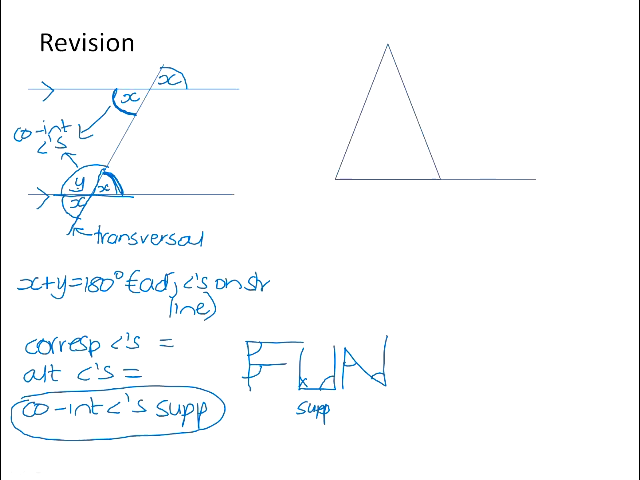 Revision
x
x
co-int
∠'s
y
x
x
transversal
x+y=180° (adj ∠'s on str
line)
corresp ∠'s =
alt ∠'s =
co-int ∠'s supp
FUN
x
supp